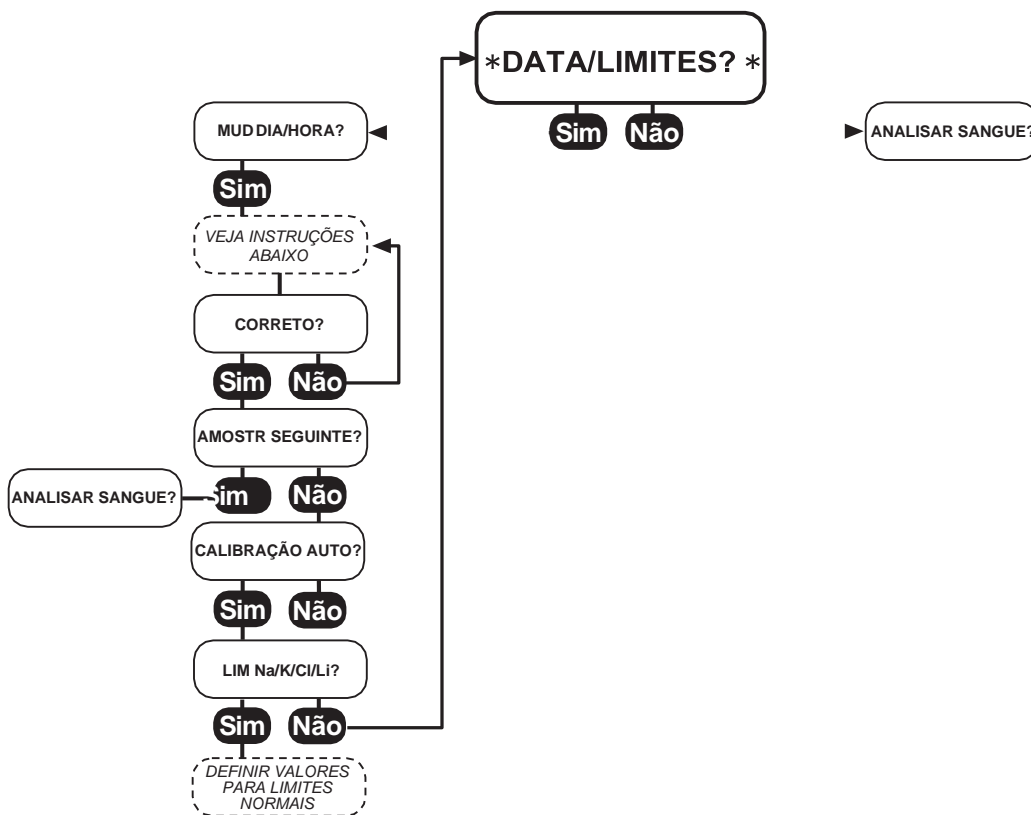 *DATA/LIMITES? *
Sim Não
MUD DIA/HORA?
ANALISAR SANGUE?
Sim
VEJA INSTRUÇÕES
ABAIXO
CORRETO?
Sim Não
AMOSTR SEGUINTE?
ANALISAR SANGUE?
Sim Não
CALIBRAÇÃO AUTO?
Sim Não
LIM Na/K/Cl/Li?
Sim Não
DEFINIR VALORES
PARA LIMITES
NORMAIS